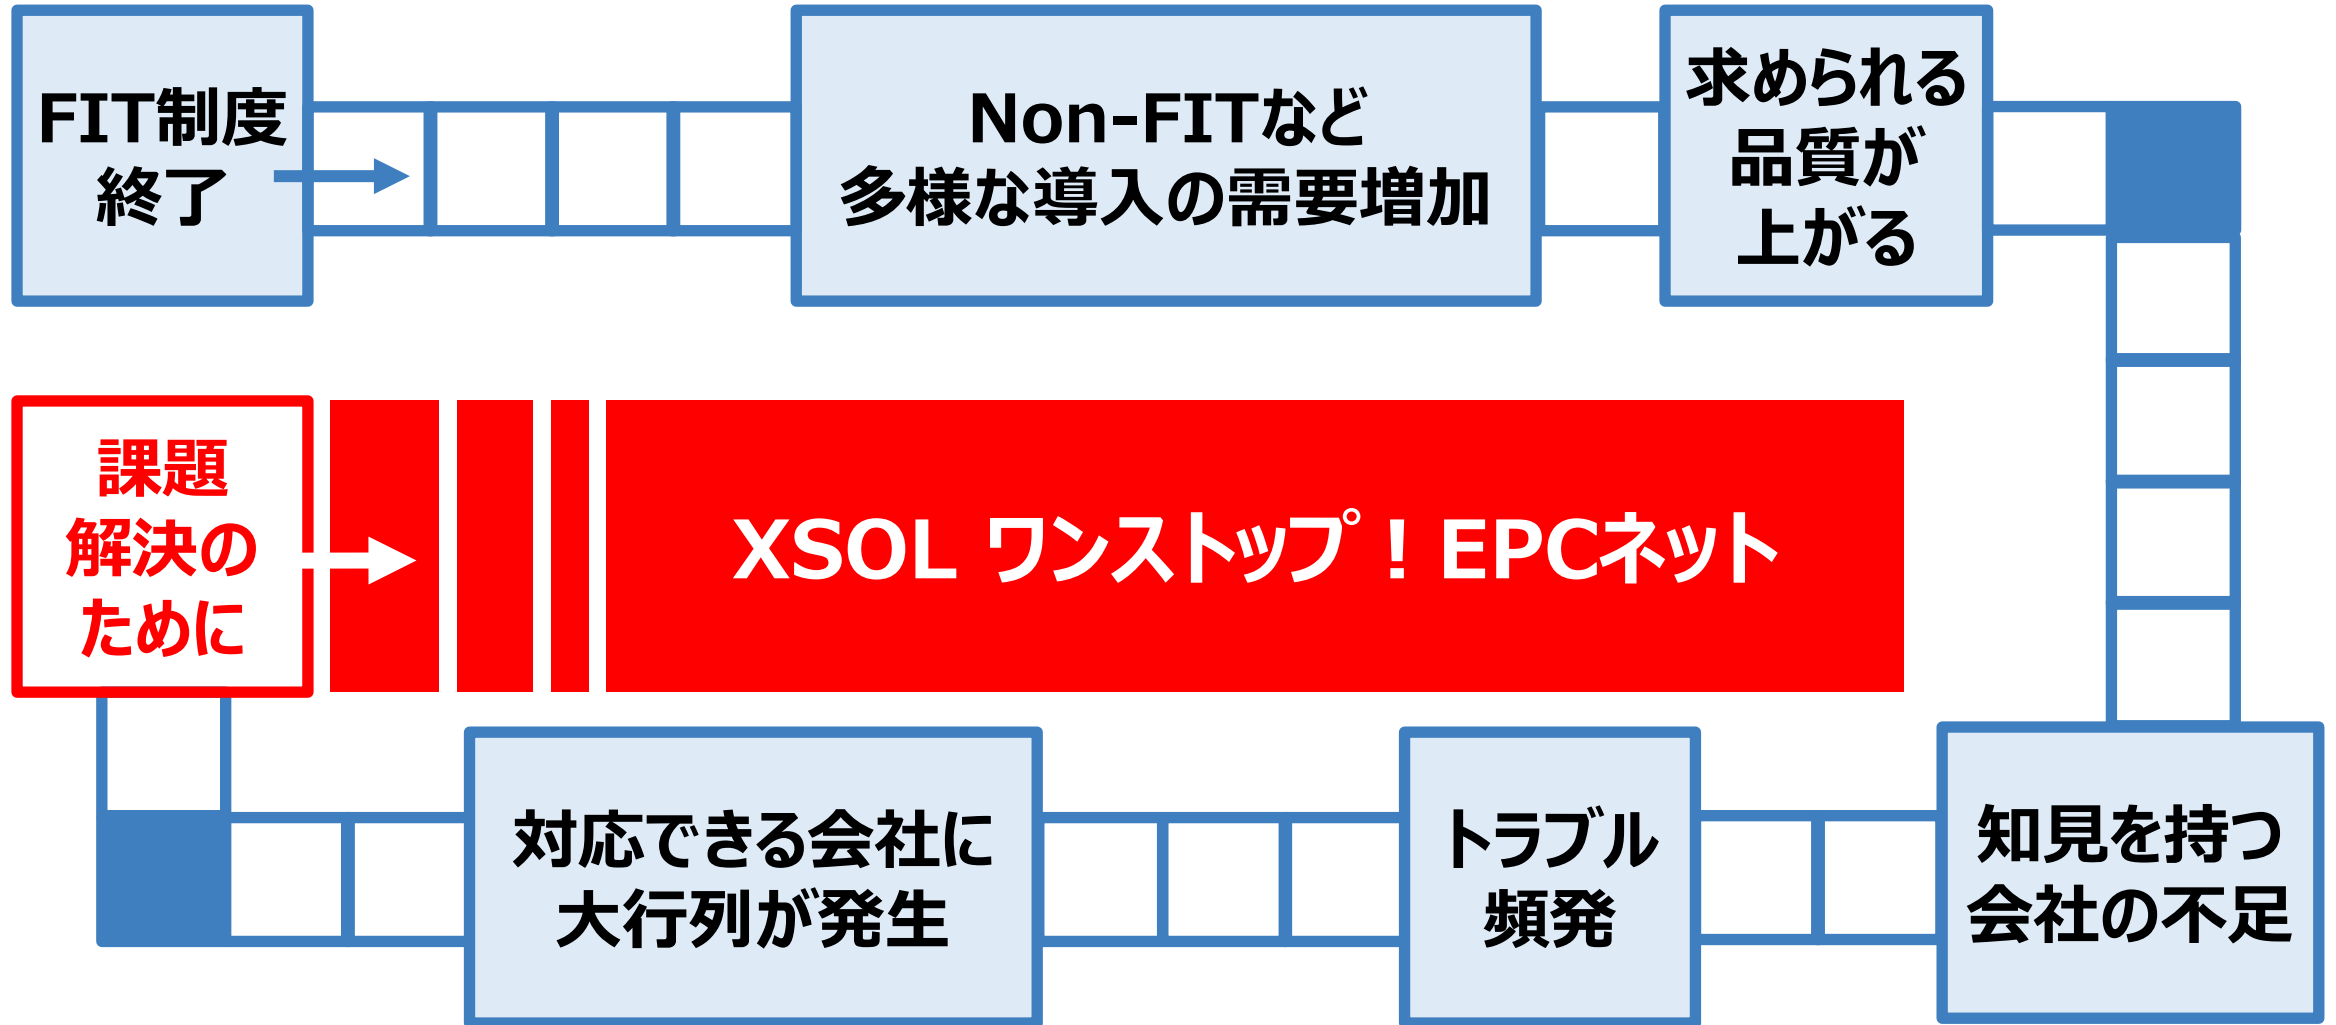 FIT制度
終了
Non-FITなど
多様な導入の需要増加
求められる
品質が
上がる
知見を持つ
会社の不足
トラブル
頻発
対応できる会社に
大行列が発生
課題
解決の
ために
XSOL ワンストップ！EPCネット